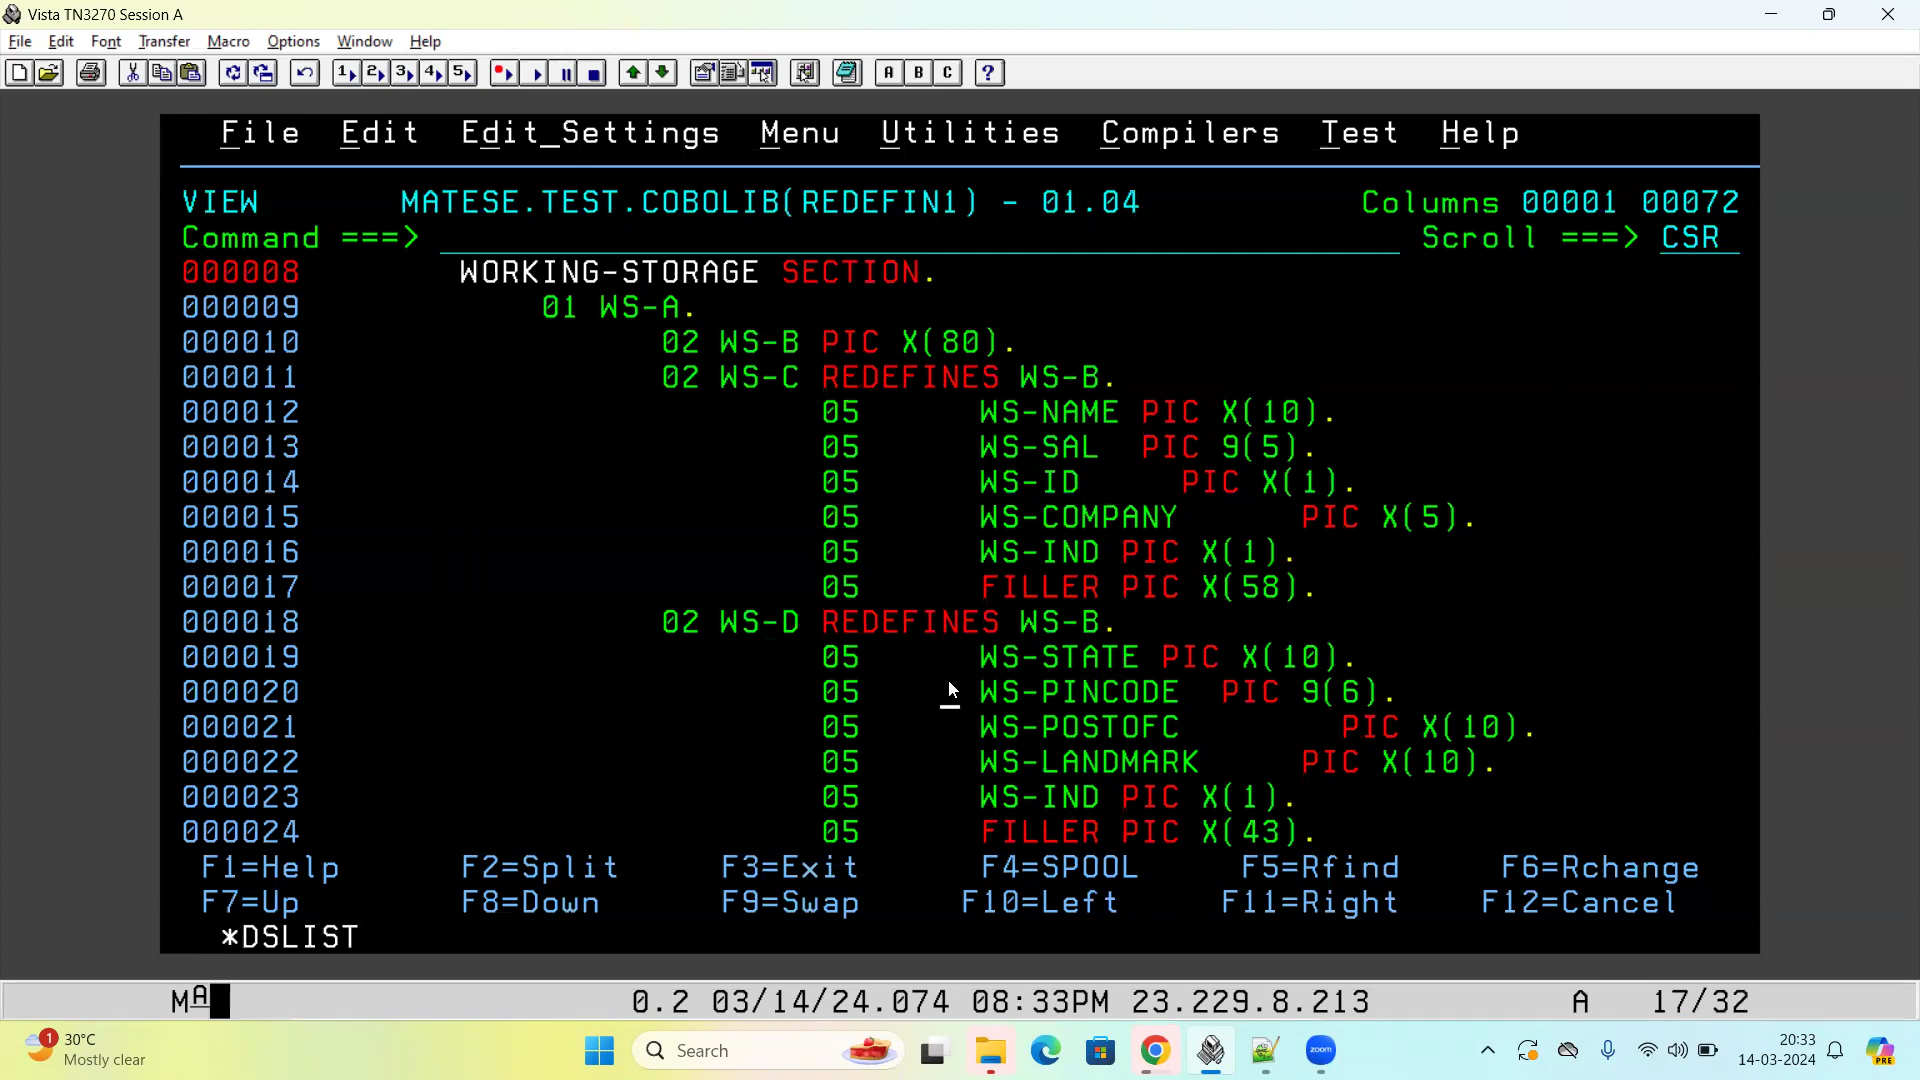 Vista TN3270 Session A
File Edit Font Transfer Macro Options Window Help
1 2 3 4 5 A B C ?
File Edit Edit_Settings Menu Utilities Compilers Test Help
VIEW MATESE.TEST.COBOLIB(REDEFIN1) - 01.04 Columns 00001 00072
Command ===> Scroll ===> CSR
000008 WORKING-STORAGE SECTION.
000009 01 WS-A.
000010 02 WS-B PIC X(80).
000011 02 WS-C REDEFINES WS-B.
000012 05 WS-NAME PIC X(10).
000013 05 WS-SAL PIC 9(5).
000014 05 WS-ID PIC X(1).
000015 05 WS-COMPANY PIC X(5).
000016 05 WS-IND PIC X(1).
000017 05 FILLER PIC X(58).
000018 02 WS-D REDEFINES WS-B.
000019 05 WS-STATE PIC X(10).
000020 05 WS-PINCODE PIC 9(6).
000021 05 WS-POSTOFC PIC X(10).
000022 05 WS-LANDMARK PIC X(10).
000023 05 WS-IND PIC X(1).
000024 05 FILLER PIC X(43).
F1=Help F2=Split F3=Exit F4=SPOOL F5=Rfind F6=Rchange
F7=Up F8=Down F9=Swap F10=Left F11=Right F12=Cancel
*DSLIST
MA 0.2 03/14/24.074 08:33PM 23.229.8.213 A 17/32
1 30°C
Mostly clear
Search
zoom
20:33
14-03-2024
PRE